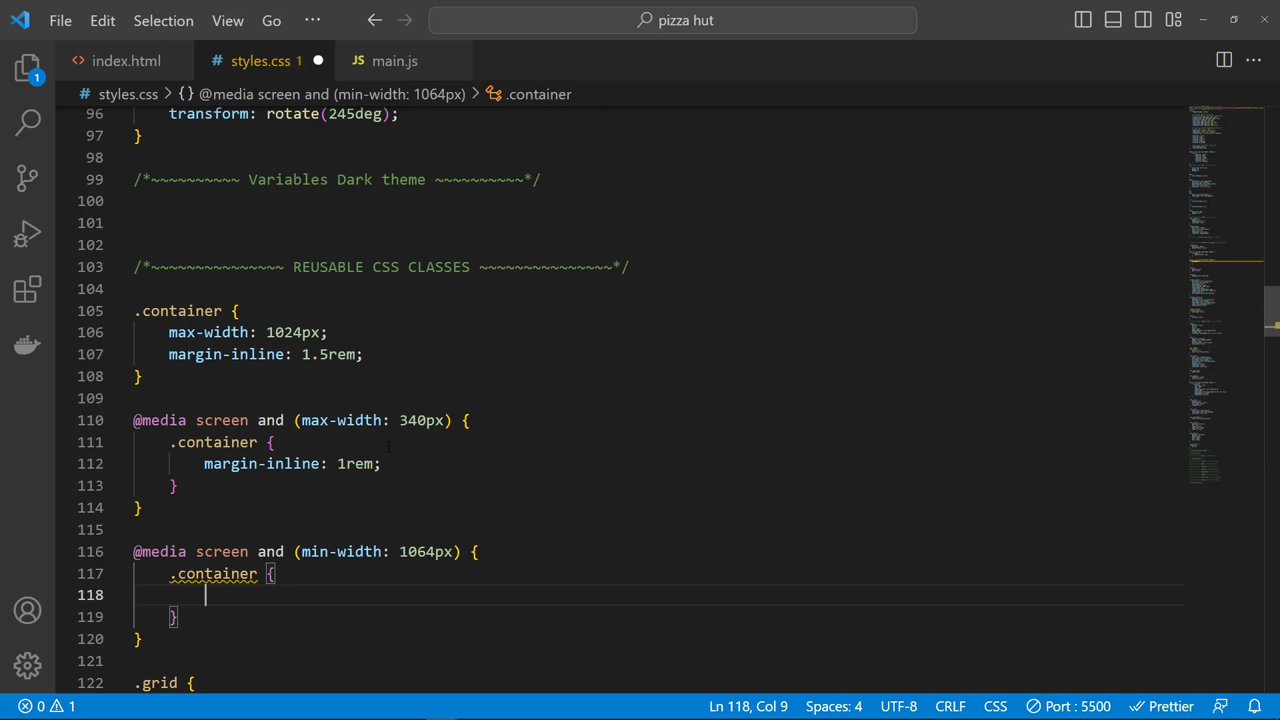 File Edit Selection View Go ··· pizza hut
index.html styles.css 1 main.js
styles.css {} @media screen and (min-width: 1064px) .container
96 transform: rotate(245deg);
97 }
98
99 /*~~~~~~~~~~ Variables Dark theme ~~~~~~~~~~*/
100
101
102
103 /*~~~~~~~~~~~~~~~ REUSABLE CSS CLASSES ~~~~~~~~~~~~~~~*/
104
105 .container {
106 max-width: 1024px;
107 margin-inline: 1.5rem;
108 }
109
110 @media screen and (max-width: 340px) {
111 .container {
112 margin-inline: 1rem;
113 }
114 }
115
116 @media screen and (min-width: 1064px) {
117 .container {
118
119 }
120 }
121
122 .grid {
0 1 Ln 118, Col 9 Spaces: 4 UTF-8 CRLF CSS Port : 5500 Prettier